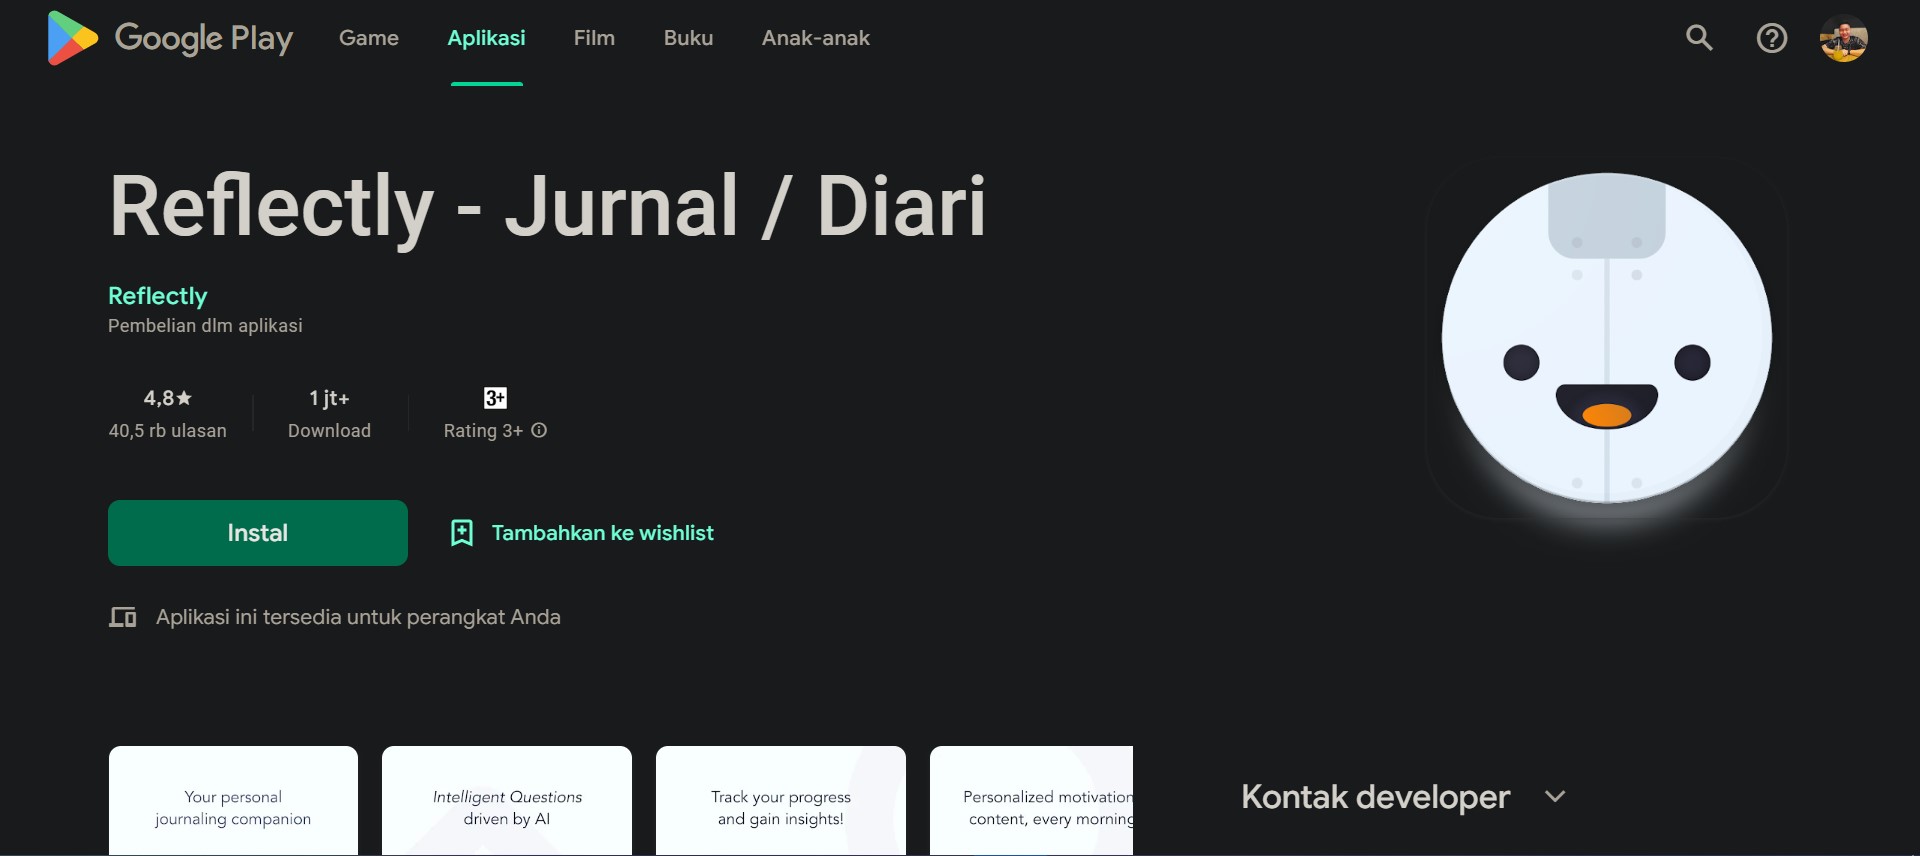 Google Play
Game
Aplikasi
Film
Buku
Anak-anak
Reflectly - Jurnal / Diari
Reflectly
Pembelian dlm aplikasi
4,8★
40,5 rb ulasan
1 jt+
Download
3+
Rating 3+
Instal
Tambahkan ke wishlist
Aplikasi ini tersedia untuk perangkat Anda
Your personal
journaling companion
Intelligent Questions
driven by AI
Track your progress
and gain insights!
Personalized motivation
content, every morning
Kontak developer